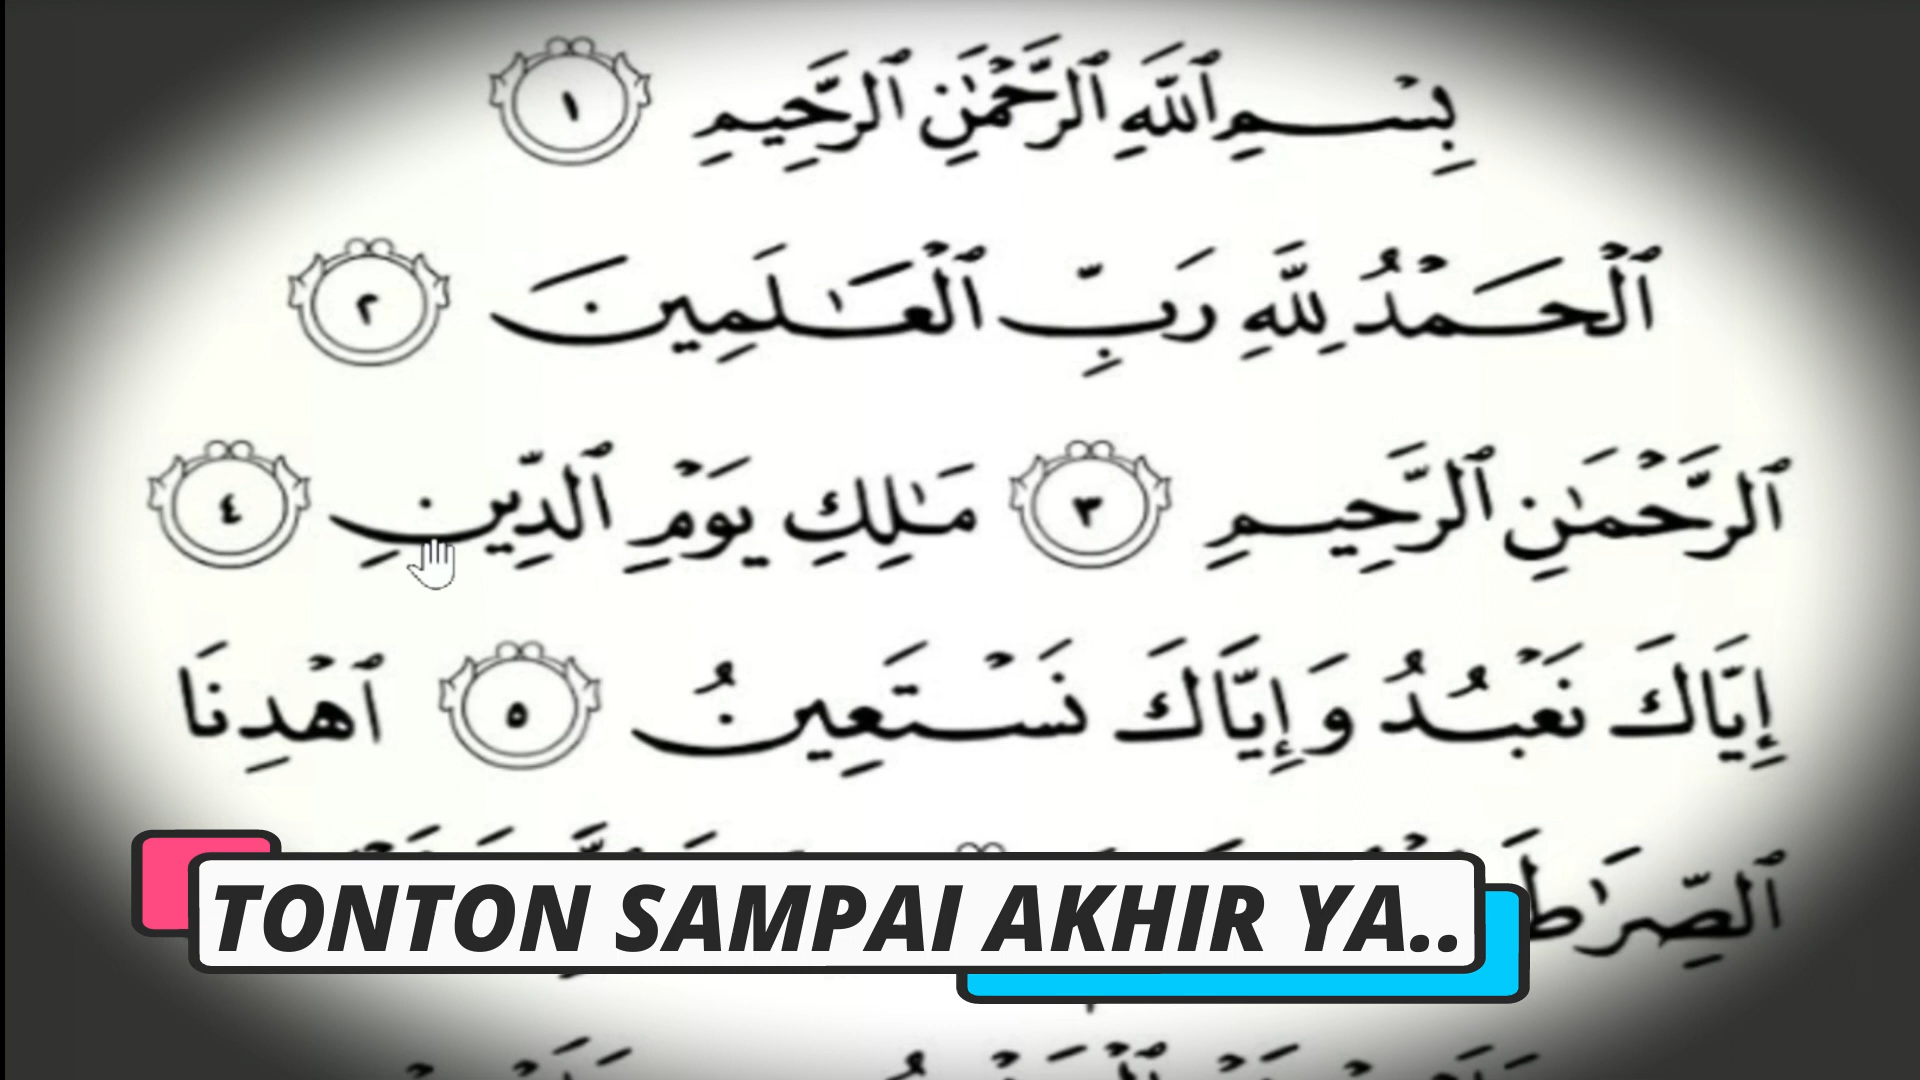 بِسْمِ ٱللَّهِ ٱلرَّحْمَٰنِ ٱلرَّحِيمِ ١
ٱلْحَمْدُ لِلَّهِ رَبِّ ٱلْعَٰلَمِينَ ٢
ٱلرَّحْمَٰنِ ٱلرَّحِيمِ ٣ مَٰلِكِ يَوْمِ ٱلدِّينِ ٤
إِيَّاكَ نَعْبُدُ وَإِيَّاكَ نَسْتَعِينُ ٥ ٱهْدِنَا
ٱلصِّرَٰطَ
TONTON SAMPAI AKHIR YA..